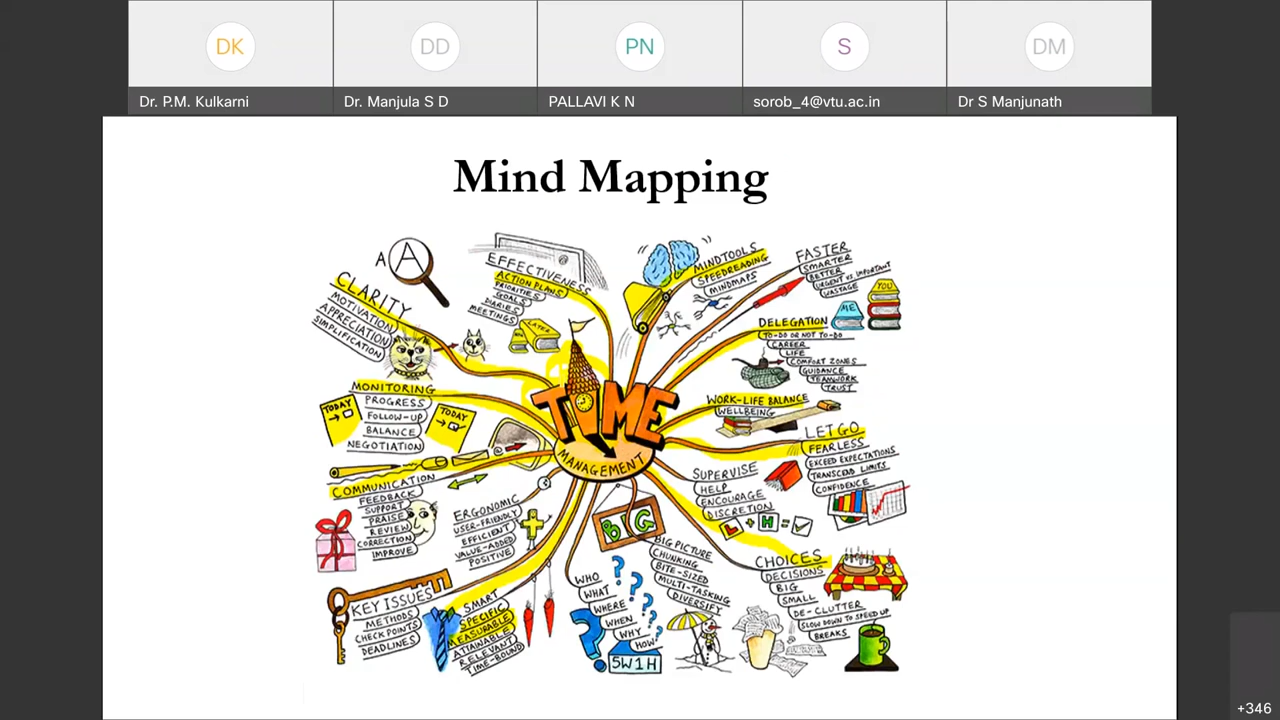 DK
DD
PN
S
DM
Dr. P.M. Kulkarni
Dr. Manjula S D
PALLAVI K N
sorob_4@vtu.ac.in
Dr S Manjunath
Mind Mapping
A A
CLARITY
MOTIVATION
APPRECIATION
SIMPLIFICATION
EFFECTIVENESS
ACTION PLANS
PRIORITIES
GOALS
DIARIES
MEETINGS
LATER
@
MINDTOOLS
SPEEDREADING
MINDMAPS
FASTER
SMARTER
BETTER
URGENT VS IMPORTANT
WASTAGE
YOU
ME
DELEGATION
TO-DO OR NOT TO-DO
CAREER
LIFE
COMFORT ZONES
GUIDANCE
TEAMWORK
TRUST
MONITORING
PROGRESS
FOLLOW-UP
BALANCE
NEGOTIATION
TODAY
TODAY
TIME
MANAGEMENT
WORK-LIFE BALANCE
WELLBEING
LET GO
FEARLESS
EXCEED EXPECTATIONS
TRANSCEND LIMITS
CONFIDENCE
COMMUNICATION
FEEDBACK
SUPPORT
PRAISE
REVIEW
CORRECTION
IMPROVE
@
ERGONOMIC
USER-FRIENDLY
EFFICIENT
VALUE-ADDED
POSITIVE
SUPERVISE
HELP
ENCOURAGE
DISCRETION
L + H =
BIG
BIG PICTURE
CHUNKING
BITE-SIZED
MULTI-TASKING
DIVERSIFY
CHOICES
DECISIONS
BIG
SMALL
DE-CLUTTER
SLOW DOWN TO SPEED UP
BREAKS
KEY ISSUES
METHODS
CHECK POINTS
DEADLINES
SMART
SPECIFIC
MEASURABLE
ATTAINABLE
RELEVANT
TIME-BOUND
WHO
WHAT
WHERE
WHEN
WHY
HOW
5W1H
+346